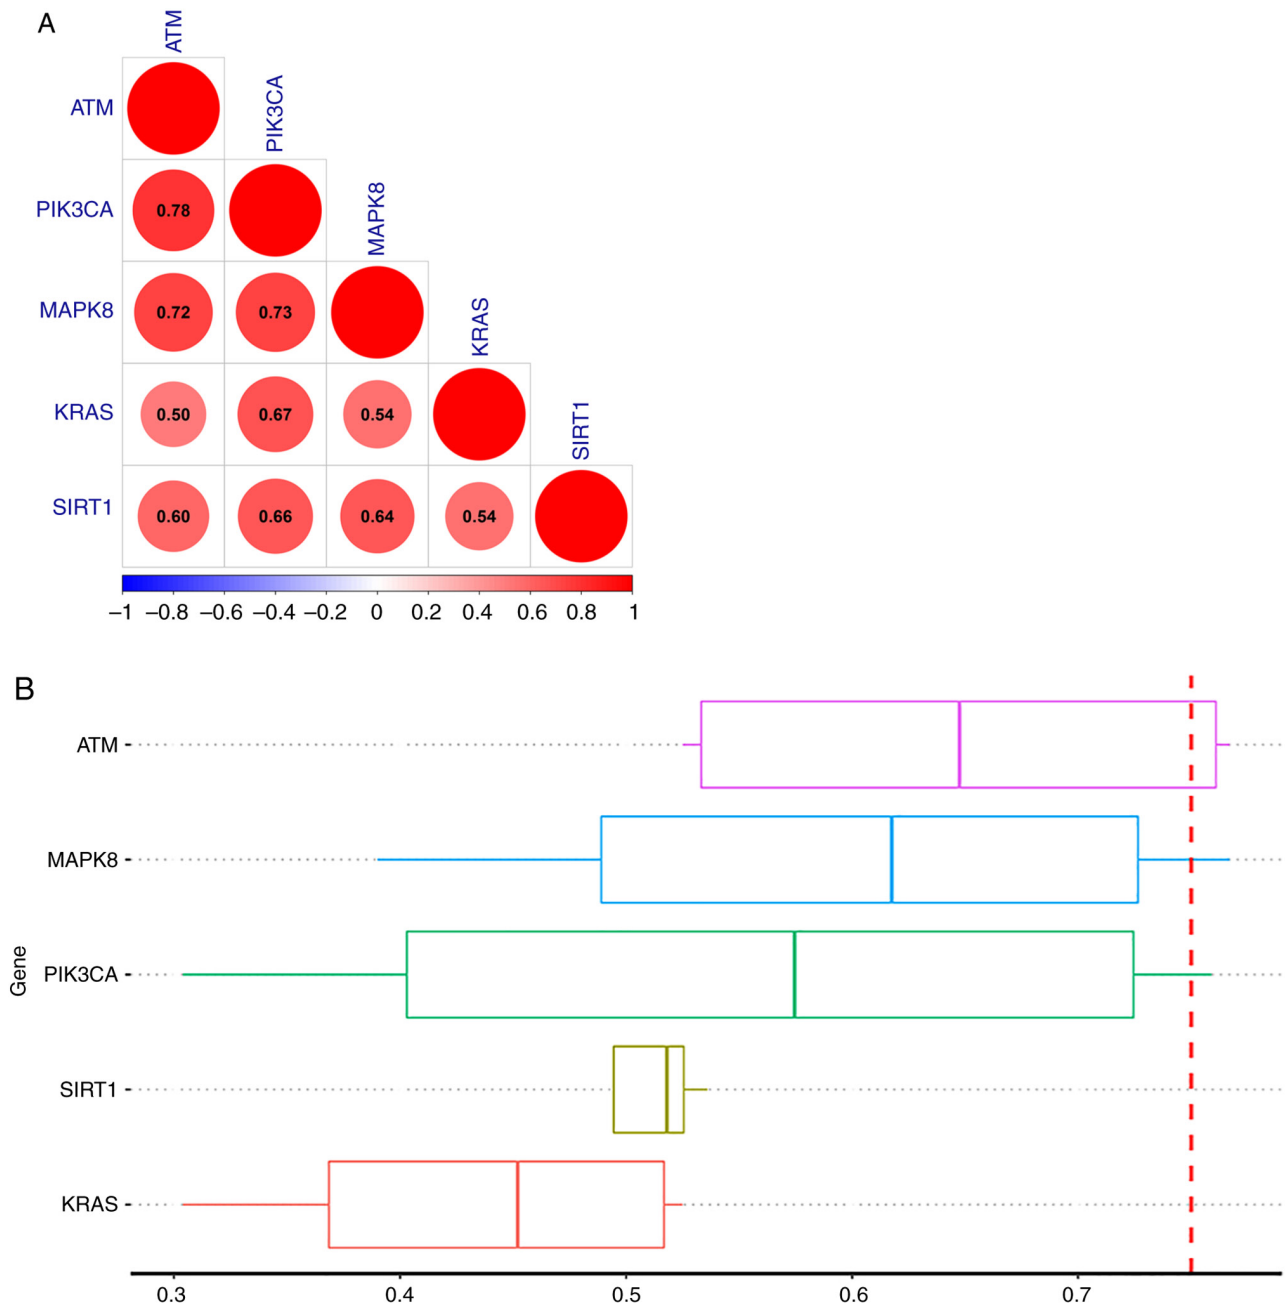 A
ATM
PIK3CA
MAPK8
KRAS
SIRT1
ATM
PIK3CA 0.78
MAPK8 0.72 0.73
KRAS 0.50 0.67 0.54
SIRT1 0.60 0.66 0.64 0.54
−1 −0.8 −0.6 −0.4 −0.2 0 0.2 0.4 0.6 0.8 1
B
Gene
ATM
MAPK8
PIK3CA
SIRT1
KRAS
0.3 0.4 0.5 0.6 0.7